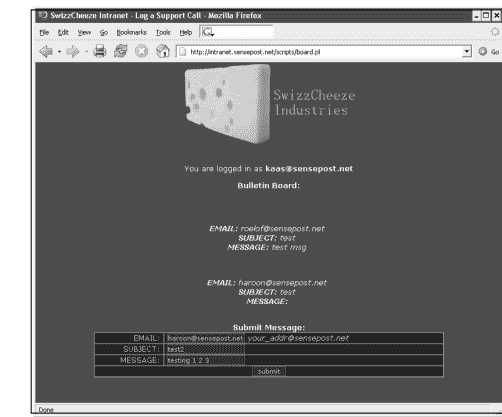 SwizzCheeze Intranet - Log a Support Call - Mozilla Firefox
File Edit View Go Bookmarks Tools Help
http://intranet.sensepost.net/scripts/board.pl Go
SwizzCheeze
Industries
You are logged in as kaas@sensepost.net
Bulletin Board:
EMAIL: roelof@sensepost.net
SUBJECT: test
MESSAGE: test msg
EMAIL: haroon@sensepost.net
SUBJECT: test
MESSAGE:
Submit Message:
EMAIL: haroon@sensepost.net your_addr@sensepost.net
SUBJECT: test2
MESSAGE: testing 1 2 3
submit
Done